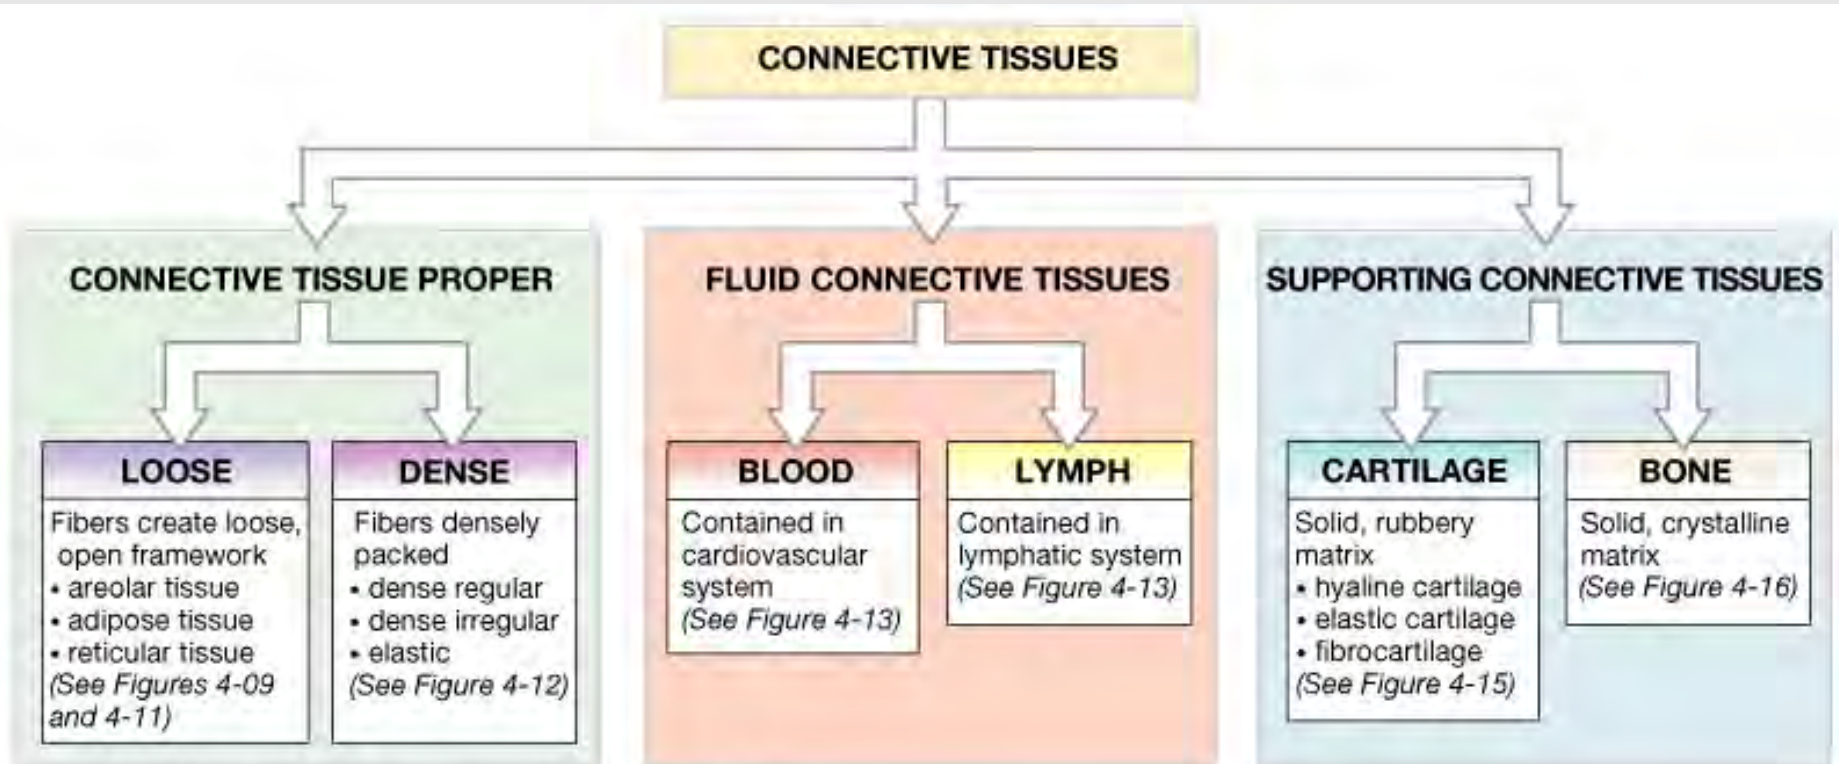 CONNECTIVE TISSUES
CONNECTIVE TISSUE PROPER
FLUID CONNECTIVE TISSUES
SUPPORTING CONNECTIVE TISSUES
LOOSE
Fibers create loose,
open framework
• areolar tissue
• adipose tissue
• reticular tissue
(See Figures 4-09
and 4-11)
DENSE
Fibers densely
packed
• dense regular
• dense irregular
• elastic
(See Figure 4-12)
BLOOD
Contained in
cardiovascular
system
(See Figure 4-13)
LYMPH
Contained in
lymphatic system
(See Figure 4-13)
CARTILAGE
Solid, rubbery
matrix
• hyaline cartilage
• elastic cartilage
• fibrocartilage
(See Figure 4-15)
BONE
Solid, crystalline
matrix
(See Figure 4-16)